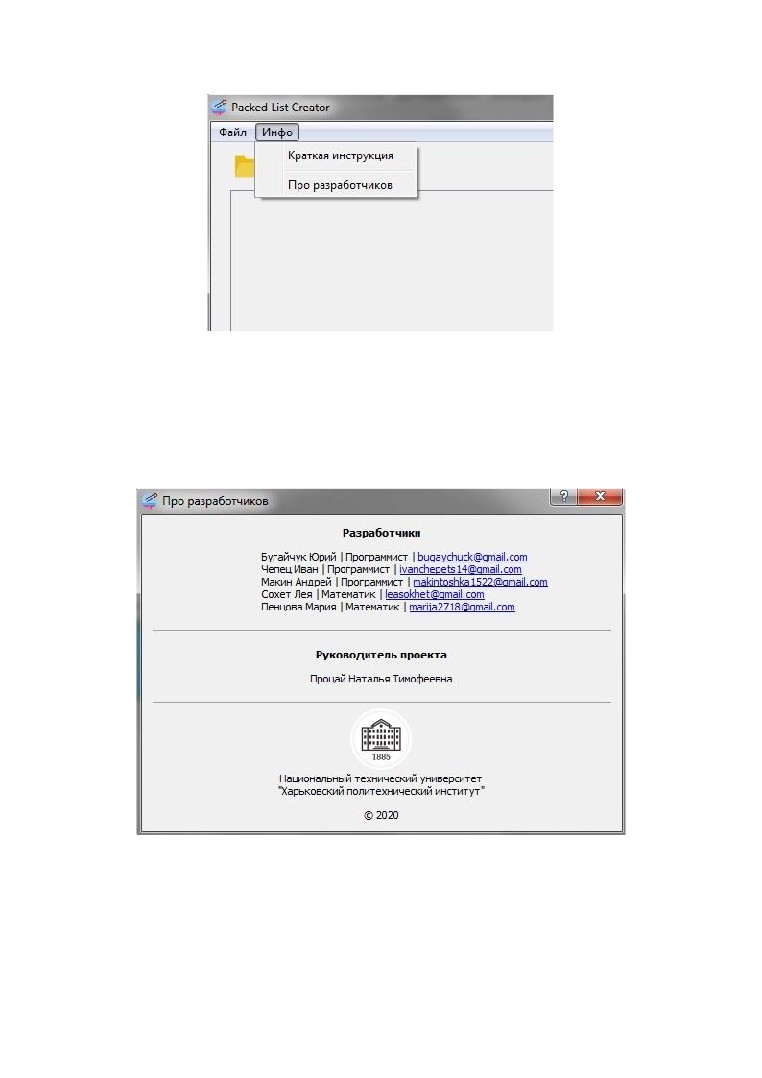 Packed List Creator
Файл Инфо
Краткая инструкция
Про разработчиков
Про разработчиков
?
Разработчики
Бугайчук Юрий | Программист | bugaychuck@gmail.com
Чепец Иван | Программист | ivanchepets14@gmail.com
Макин Андрей | Программист | makintoshka1522@gmail.com
Сохет Лея | Математик | leasokhet@gmail.com
Пенцова Мария | Математик | marija2718@gmail.com
Руководитель проекта
Процай Наталья Тимофеевна
1885
Национальный технический университет
"Харьковский политехнический институт"
© 2020